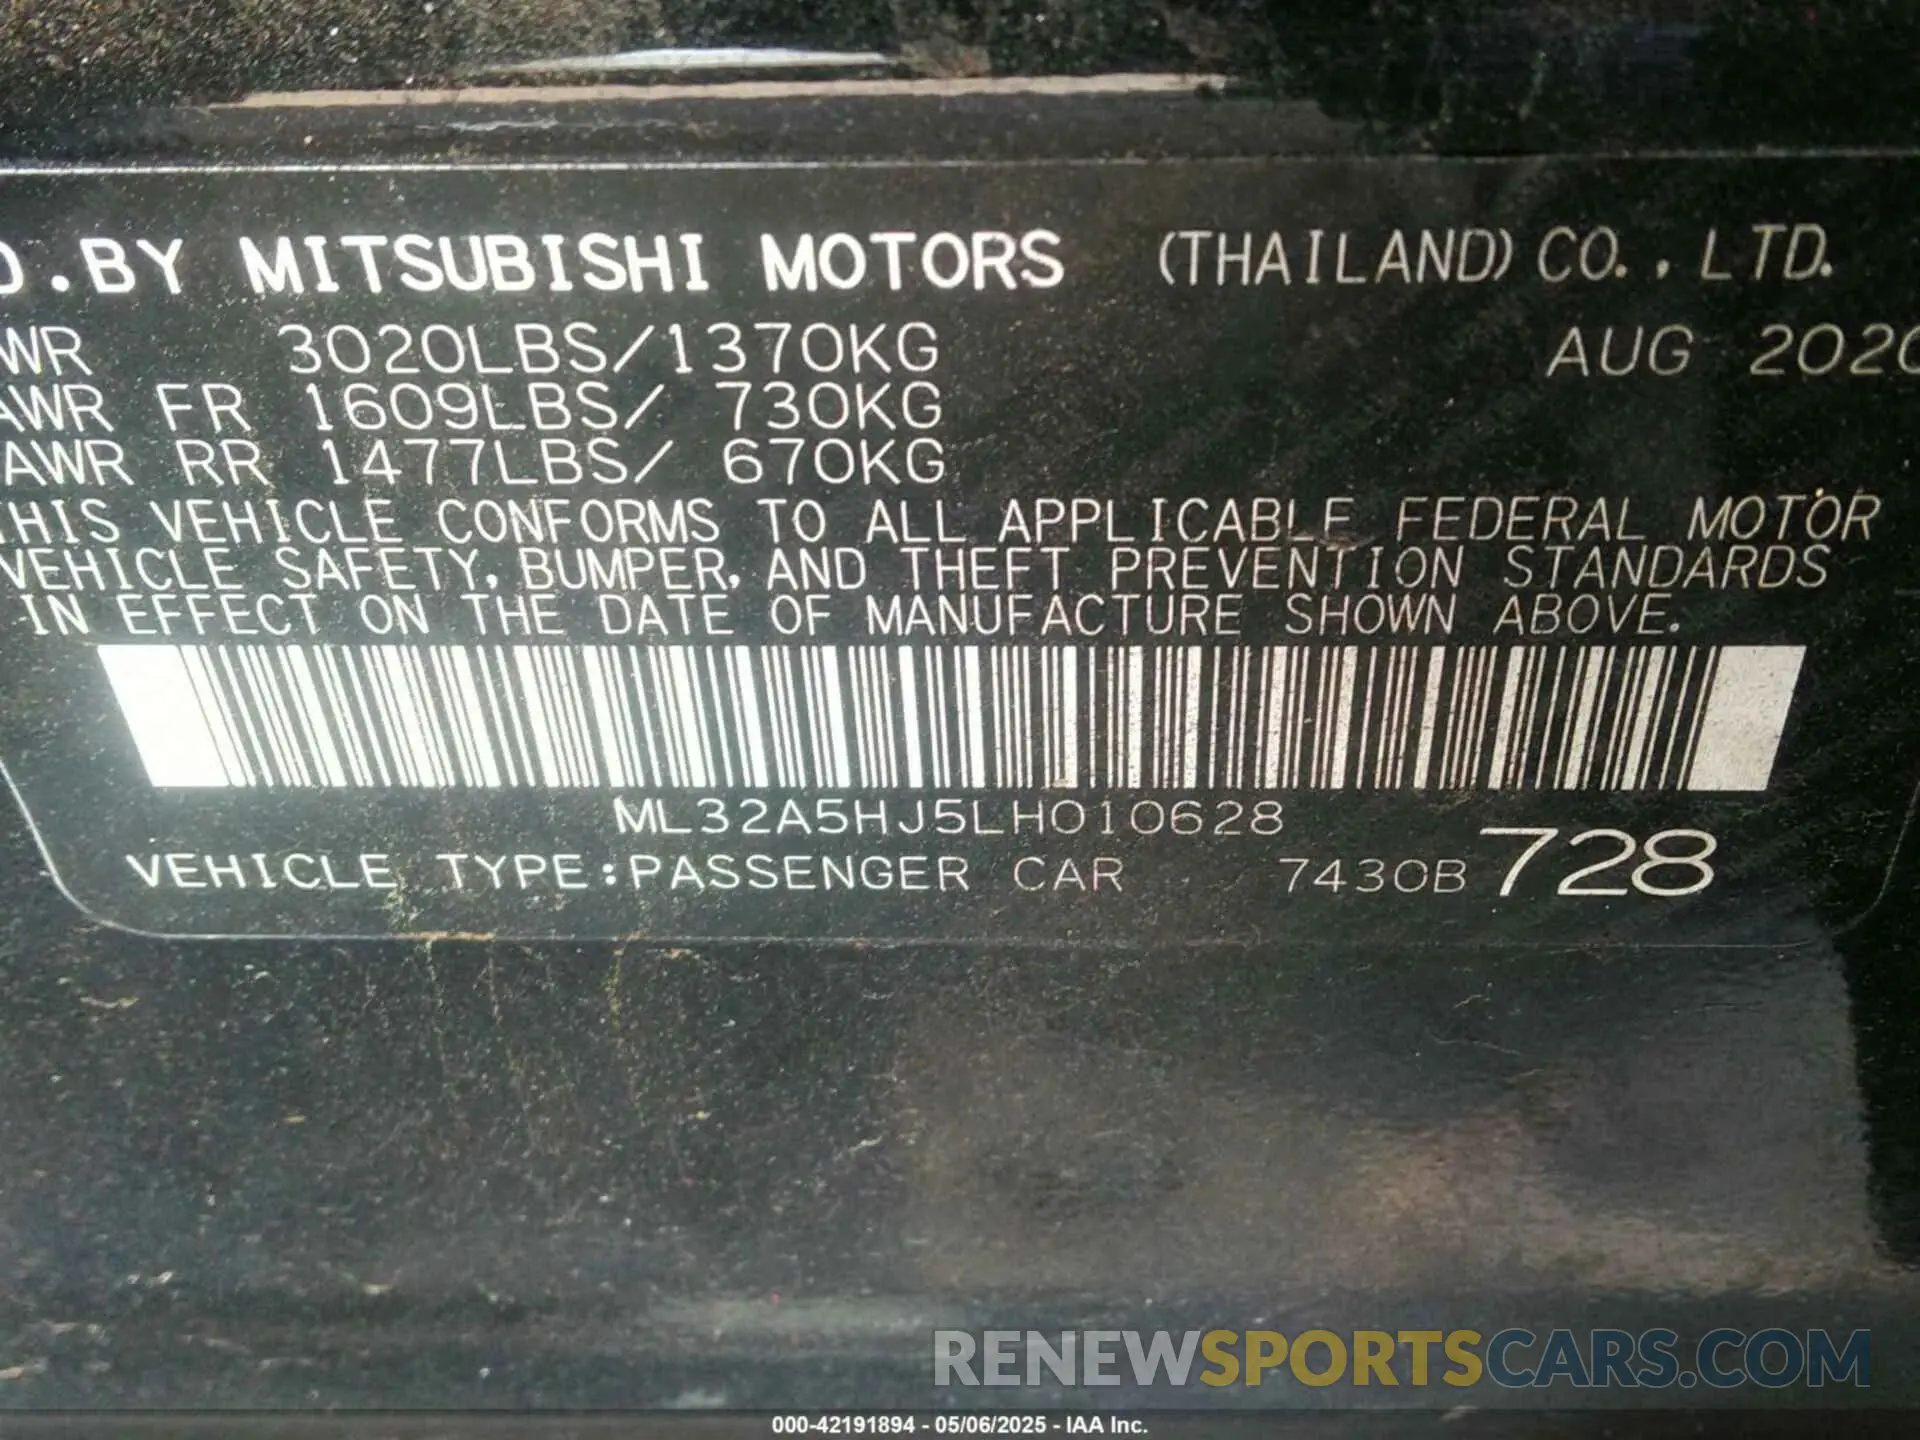 D.BY MITSUBISHI MOTORS (THAILAND) CO., LTD.
WR 3020LBS/1370KG AUG 2020
AWR FR 1609LBS/ 730KG
AWR RR 1477LBS/ 670KG
THIS VEHICLE CONFORMS TO ALL APPLICABLE FEDERAL MOTOR
VEHICLE SAFETY, BUMPER, AND THEFT PREVENTION STANDARDS
IN EFFECT ON THE DATE OF MANUFACTURE SHOWN ABOVE.
ML32A5HJ5LH010628
VEHICLE TYPE:PASSENGER CAR 7430B 728
RENEWSPORTSCARS.COM
000-42191894 - 05/06/2025 - IAA Inc.